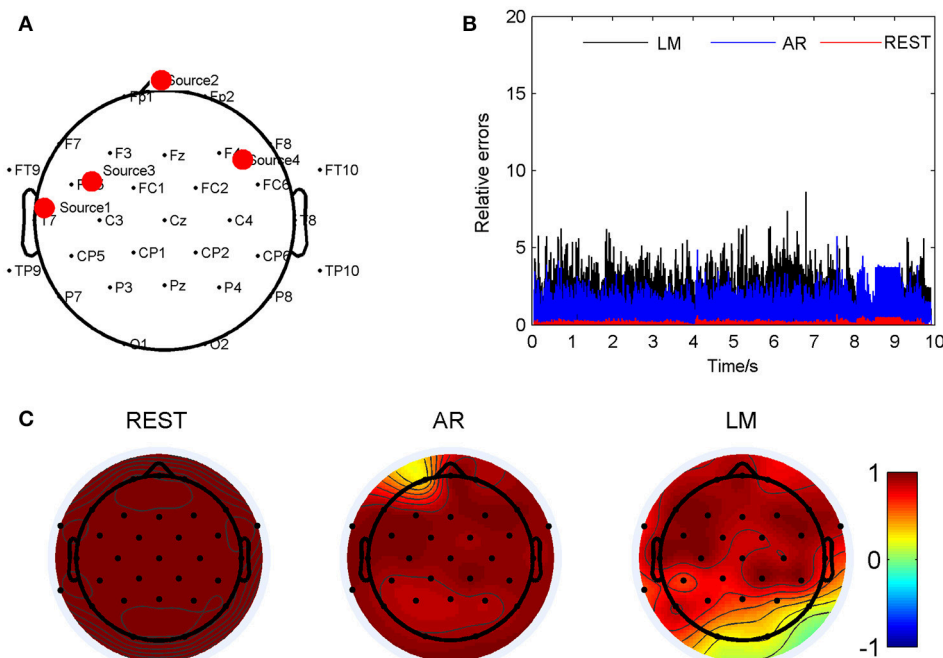 A
Source2
Fp1 Fp2
F7 F3 Fz F4 F8
Source4
FT9 Source3 FT10
FC1 FC2 FC6
Source1
T7 C3 Cz C4 T8
CP5 CP1 CP2 CP6
TP9 TP10
P7 P3 Pz P4 P8
O1 O2
B
LM AR REST
Relative errors
20
15
10
5
0
0 1 2 3 4 5 6 7 8 9 10
Time/s
C
REST AR LM
1
0
-1